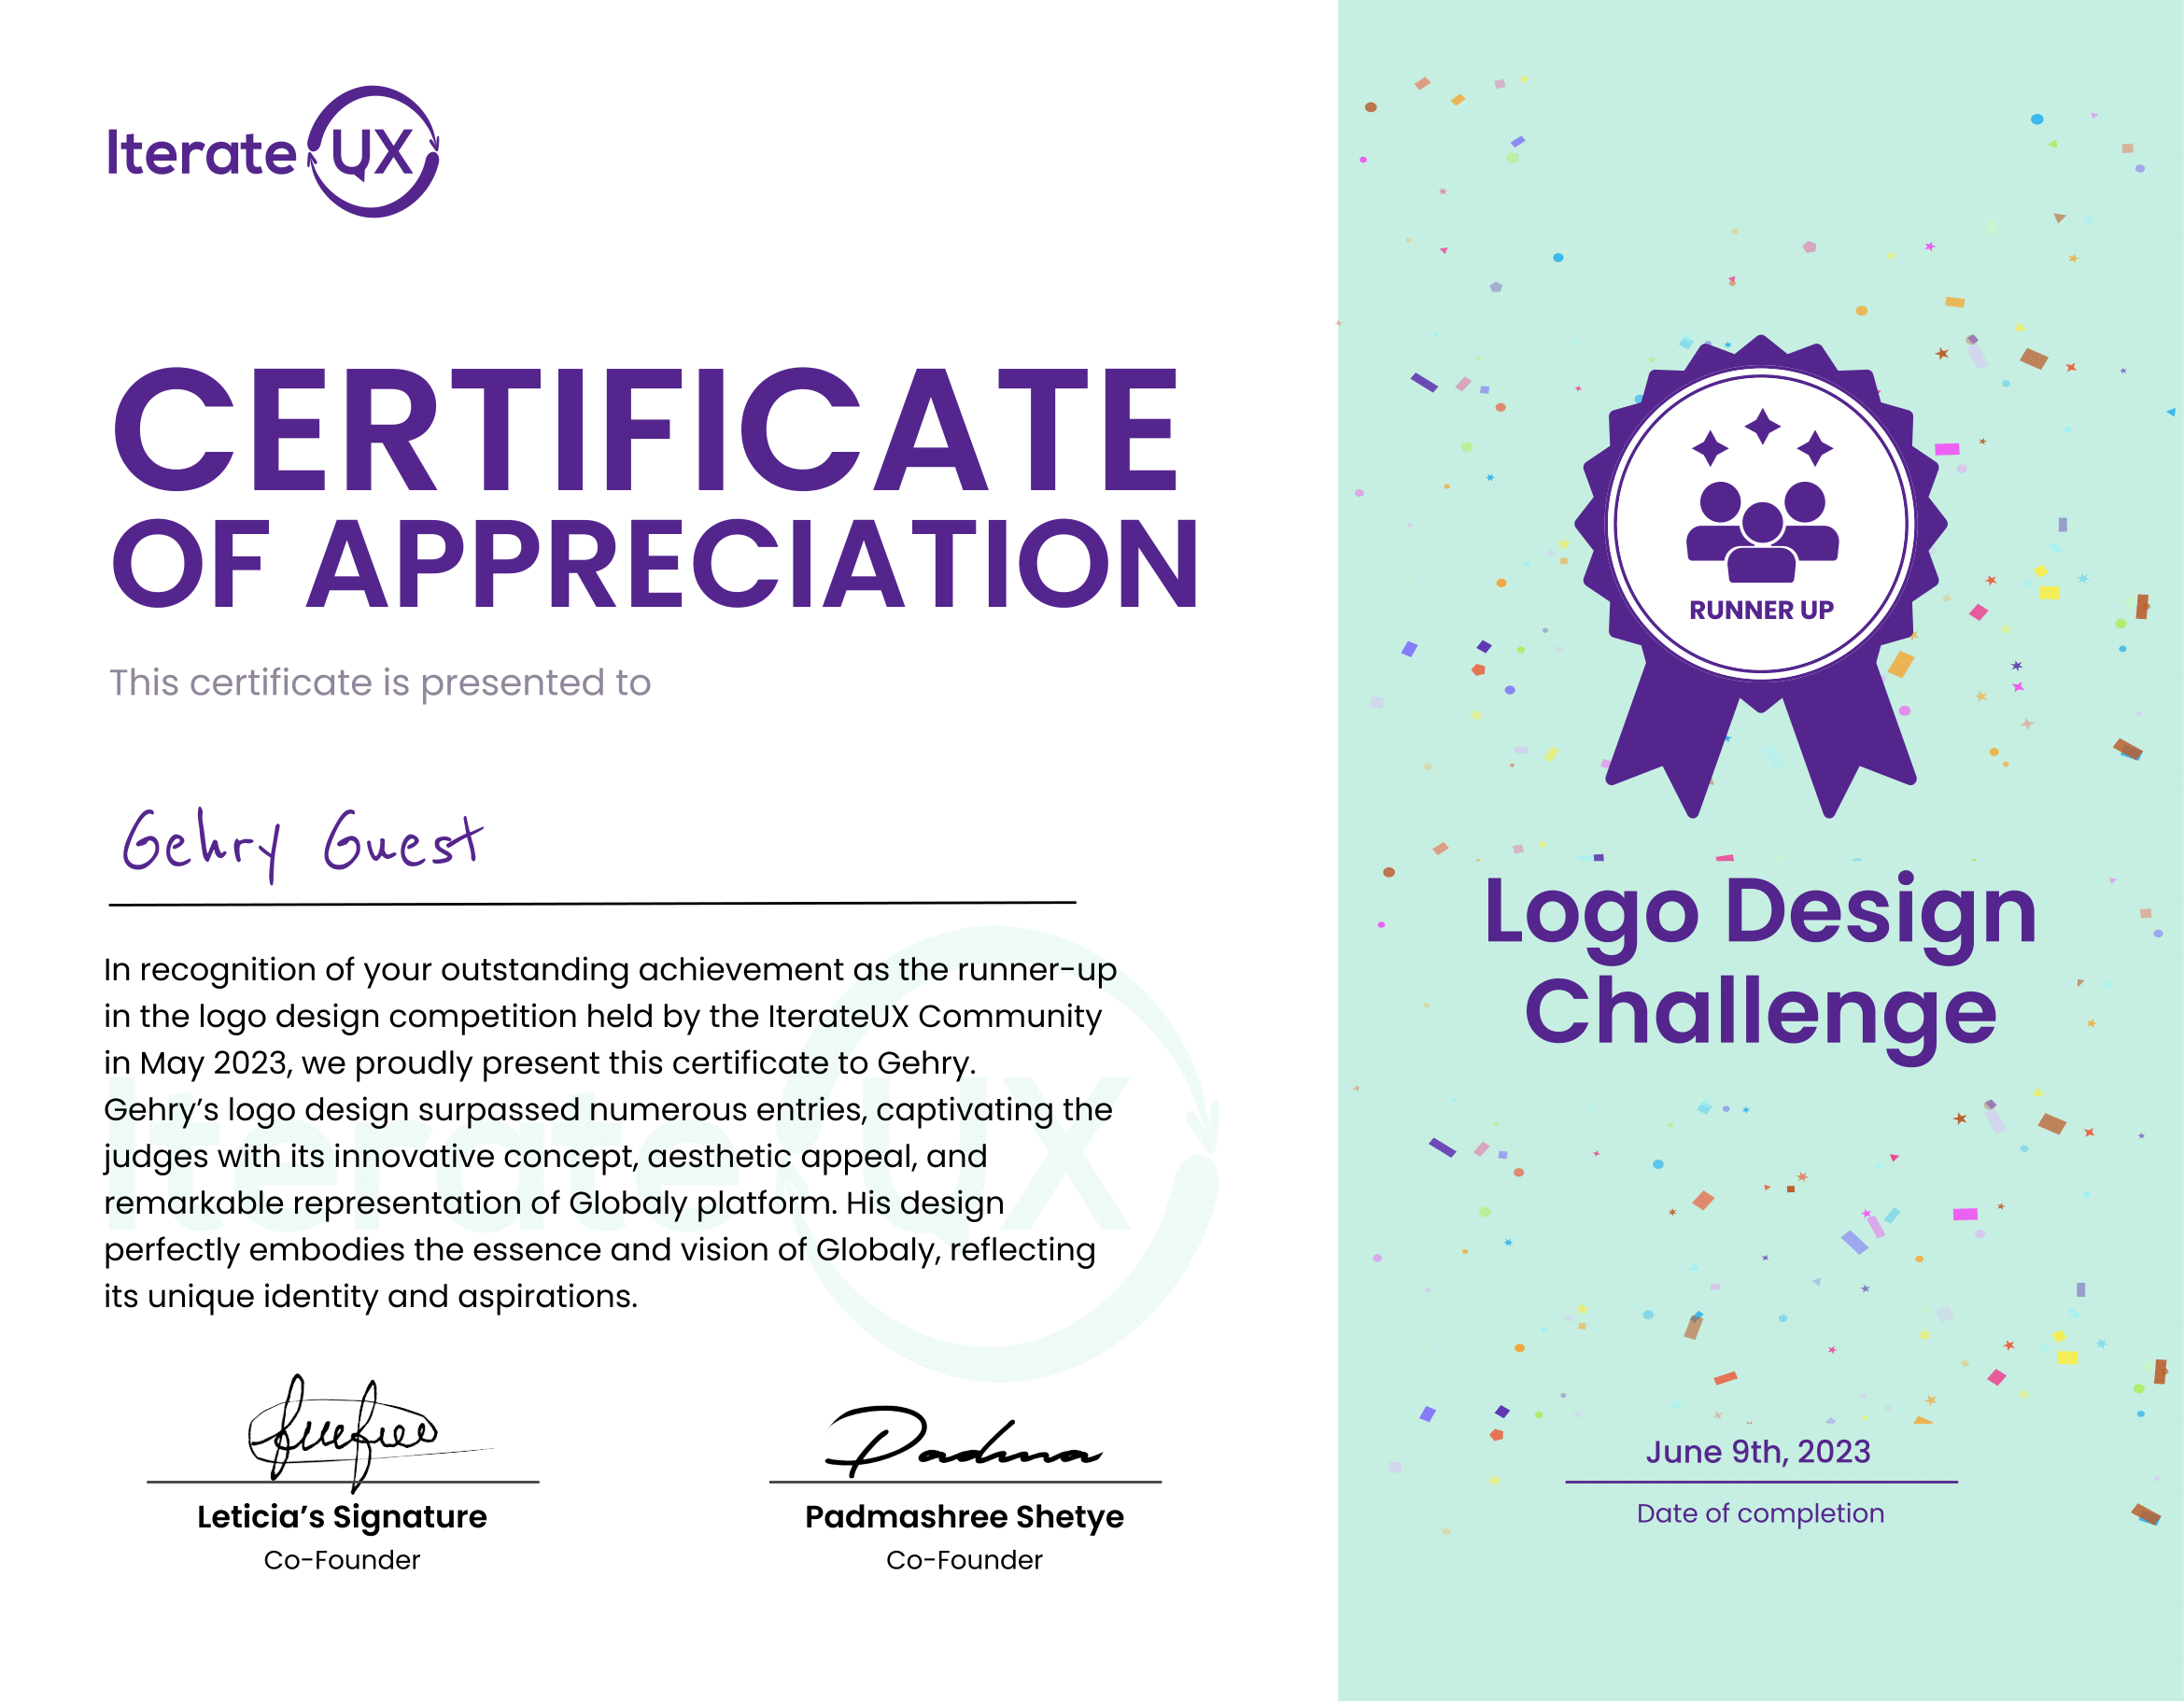 Iterate UX
CERTIFICATE
OF APPRECIATION
This certificate is presented to
Gehry Guest
In recognition of your outstanding achievement as the runner-up
in the logo design competition held by the IterateUX Community
in May 2023, we proudly present this certificate to Gehry.
Gehry’s logo design surpassed numerous entries, captivating the
judges with its innovative concept, aesthetic appeal, and
remarkable representation of Globaly platform. His design
perfectly embodies the essence and vision of Globaly, reflecting
its unique identity and aspirations.
Iterate UX
Padma
Leticia’s Signature
Padmashree Shetye
Co-Founder
Co-Founder
RUNNER UP
Logo Design
Challenge
June 9th, 2023
Date of completion